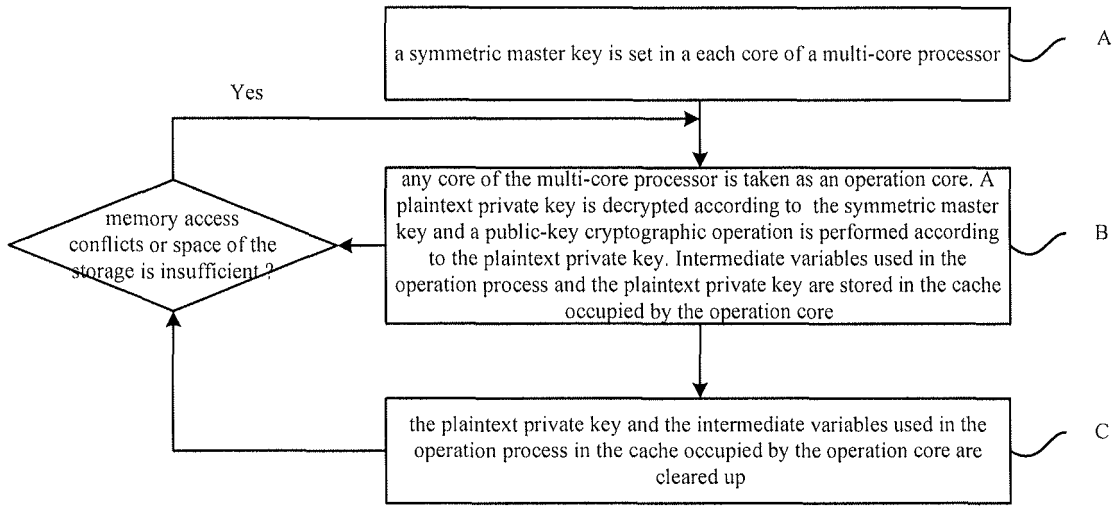 a symmetric master key is set in a each core of a multi-core processor
A
Yes
any core of the multi-core processor is taken as an operation core. A
plaintext private key is decrypted according to the symmetric master
key and a public-key cryptographic operation is performed according
to the plaintext private key. Intermediate variables used in the
operation process and the plaintext private key are stored in the cache
occupied by the operation core
B
memory access
conflicts or space of the
storage is insufficient ?
the plaintext private key and the intermediate variables used in the
operation process in the cache occupied by the operation core are
cleared up
C